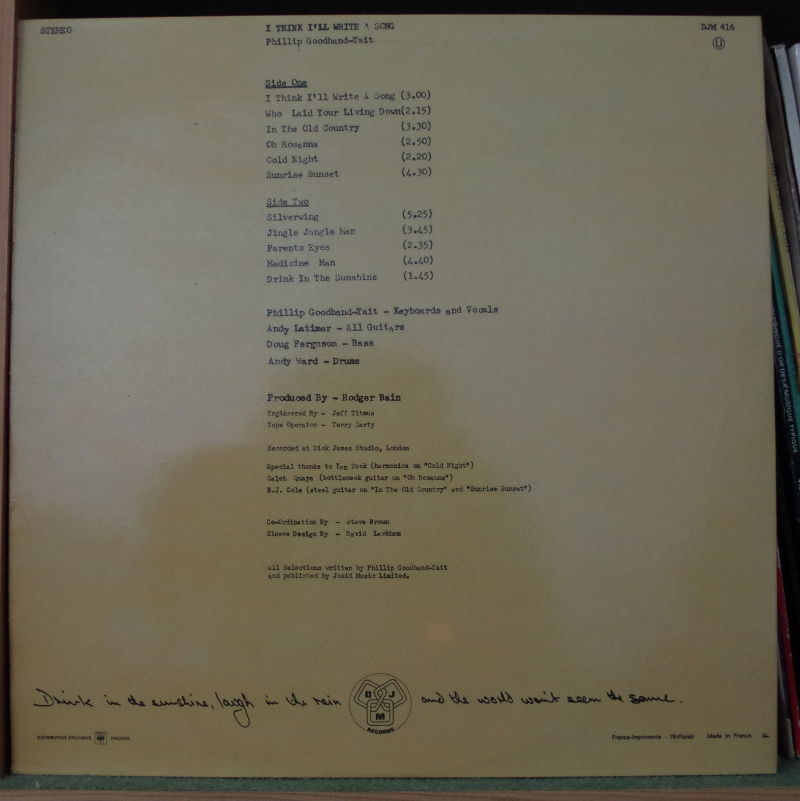 STEREO
I THINK I'LL WRITE A SONG
DJM 416
Phillip Goodhand-Tait
U
Side One
I Think I'll Write A Song (3.00)
Who Laid Your Living Down(2.15)
In The Old Country (3.30)
Oh Rosanna (2.50)
Cold Night (2.20)
Sunrise Sunset (4.30)
Side Two
Silverwing (5.25)
Jingle Jangle Man (3.45)
Parents Eyes (2.35)
Medicine Man (4.40)
Drink In The Sunshine (1.45)
Phillip Goodhand-Tait - Keyboards and Vocals
Andy Latimer - All Guitars
Doug Ferguson - Bass
Andy Ward - Drums
Produced By - Rodger Bain
Engineered By - Jeff Titmus
Tape Operator - Terry Carty
Recorded at Dick James Studio, London
Special thanks to Ian Duck (harmonica on "Cold Night")
Caleb Quaye (bottleneck guitar on "Oh Rosanna")
B.J. Cole (steel guitar on "In The Old Country" and "Sunrise Sunset")
Co-Ordination By - Steve Brown
Sleeve Design By - David Larkham
All Selections written by Phillip Goodhand-Tait
and published by Jonid Music Limited.
Drink in the sunshine, laugh in the rain
DJM
RECORDS
and the world won't seem the same.
DISTRIBUTION EXCLUSIVE CBS DISQUES
France-Imprimerie - 78-Plaisir Made in France